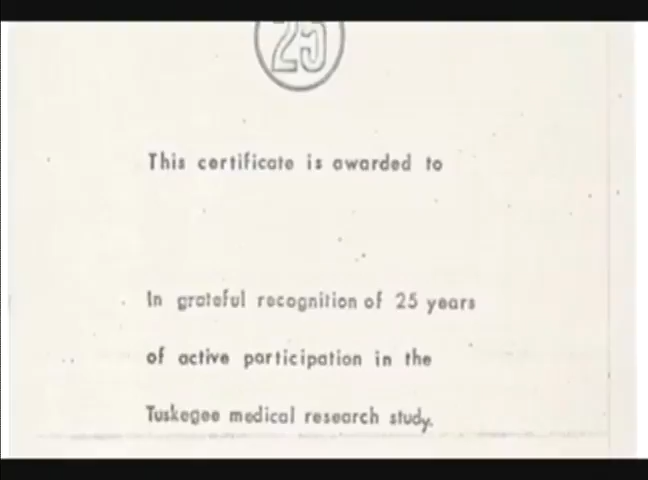 25
This certificate is awarded to
In grateful recognition of 25 years
of active participation in the
Tuskegee medical research study.